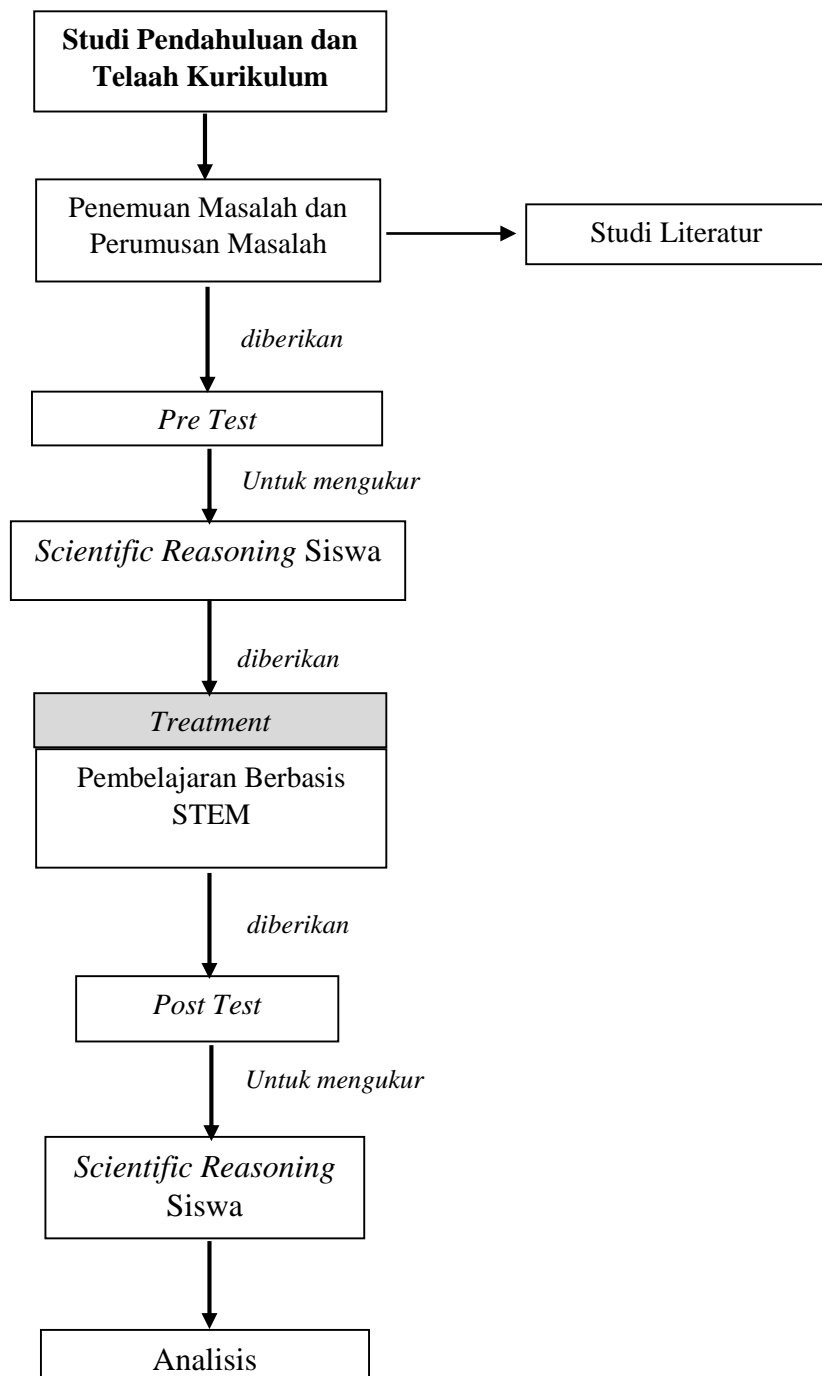 Studi Pendahuluan dan
Telaah Kurikulum
Penemuan Masalah dan
Perumusan Masalah
Studi Literatur
diberikan
Pre Test
Untuk mengukur
Scientific Reasoning Siswa
diberikan
Treatment
Pembelajaran Berbasis
STEM
diberikan
Post Test
Untuk mengukur
Scientific Reasoning
Siswa
Analisis